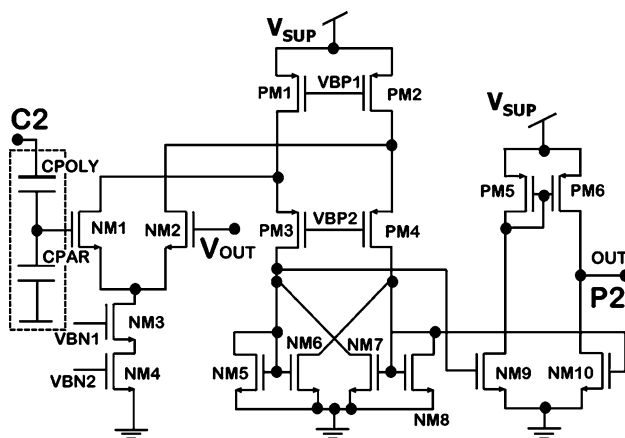 VSUP
PM1
VBP1
PM2
C2
VSUP
CPOLY
PM5
PM6
NM1
NM2
PM3
VBP2
PM4
VOUT
CPAR
OUT
P2
NM3
VBN1
NM6
NM7
NM5
NM9
NM10
VBN2
NM4
NM8